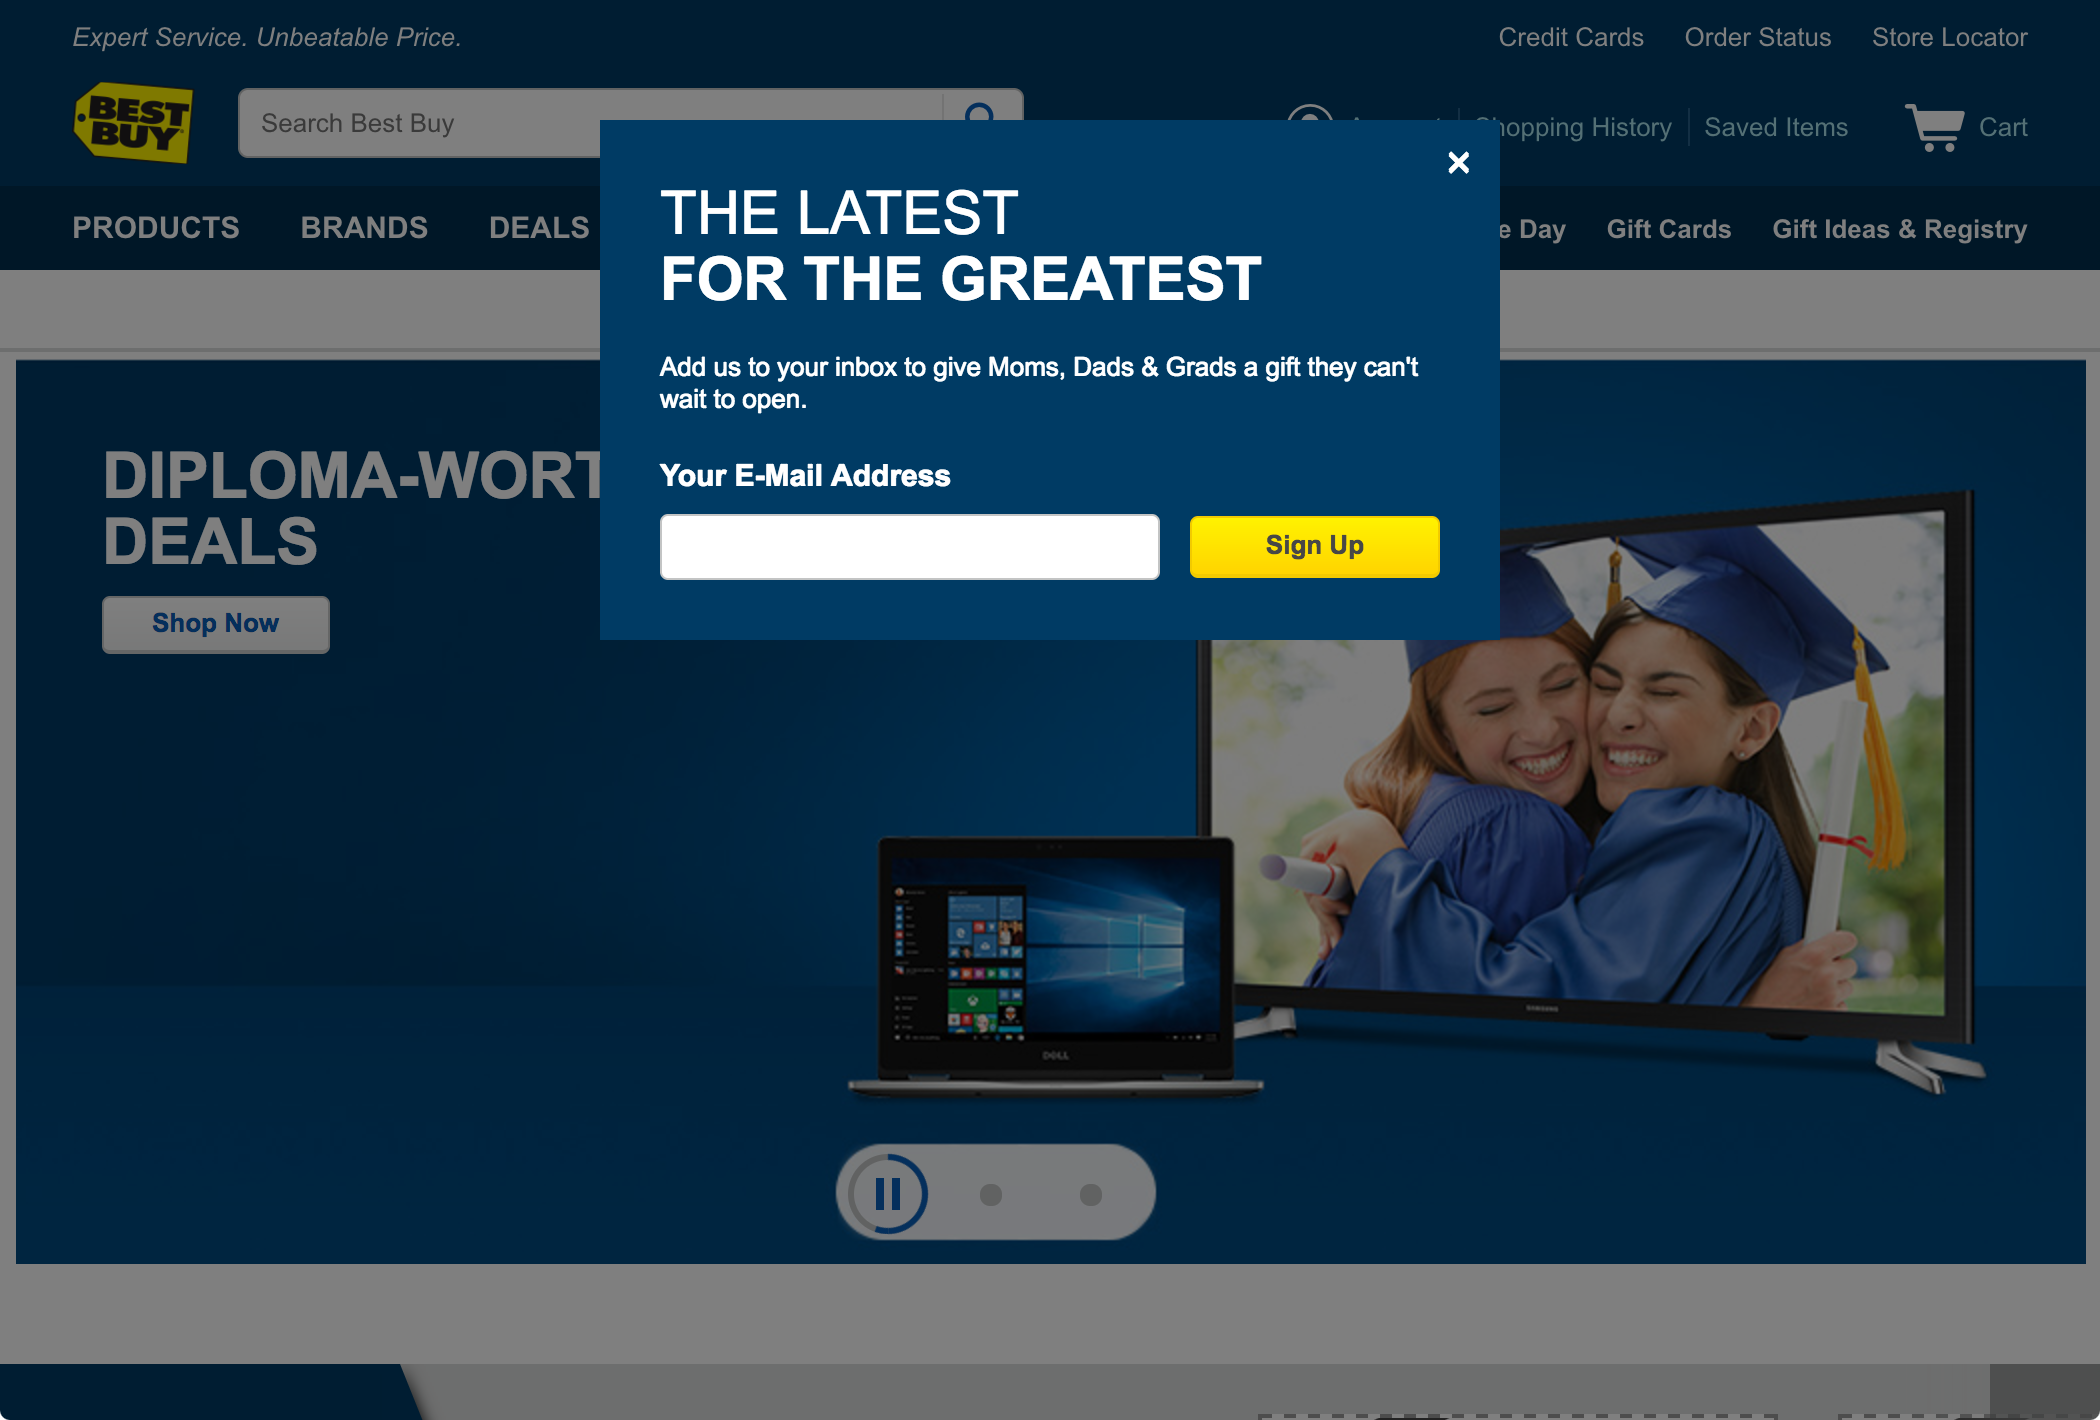 Expert Service. Unbeatable Price.
Credit Cards Order Status Store Locator
BEST
BUY
Search Best Buy
Shopping History Saved Items Cart
PRODUCTS BRANDS DEALS
Day Gift Cards Gift Ideas & Registry
THE LATEST
FOR THE GREATEST
Add us to your inbox to give Moms, Dads & Grads a gift they can't
wait to open.
Your E-Mail Address
Sign Up
DIPLOMA-WORT
DEALS
Shop Now
SAMSUNG
DELL